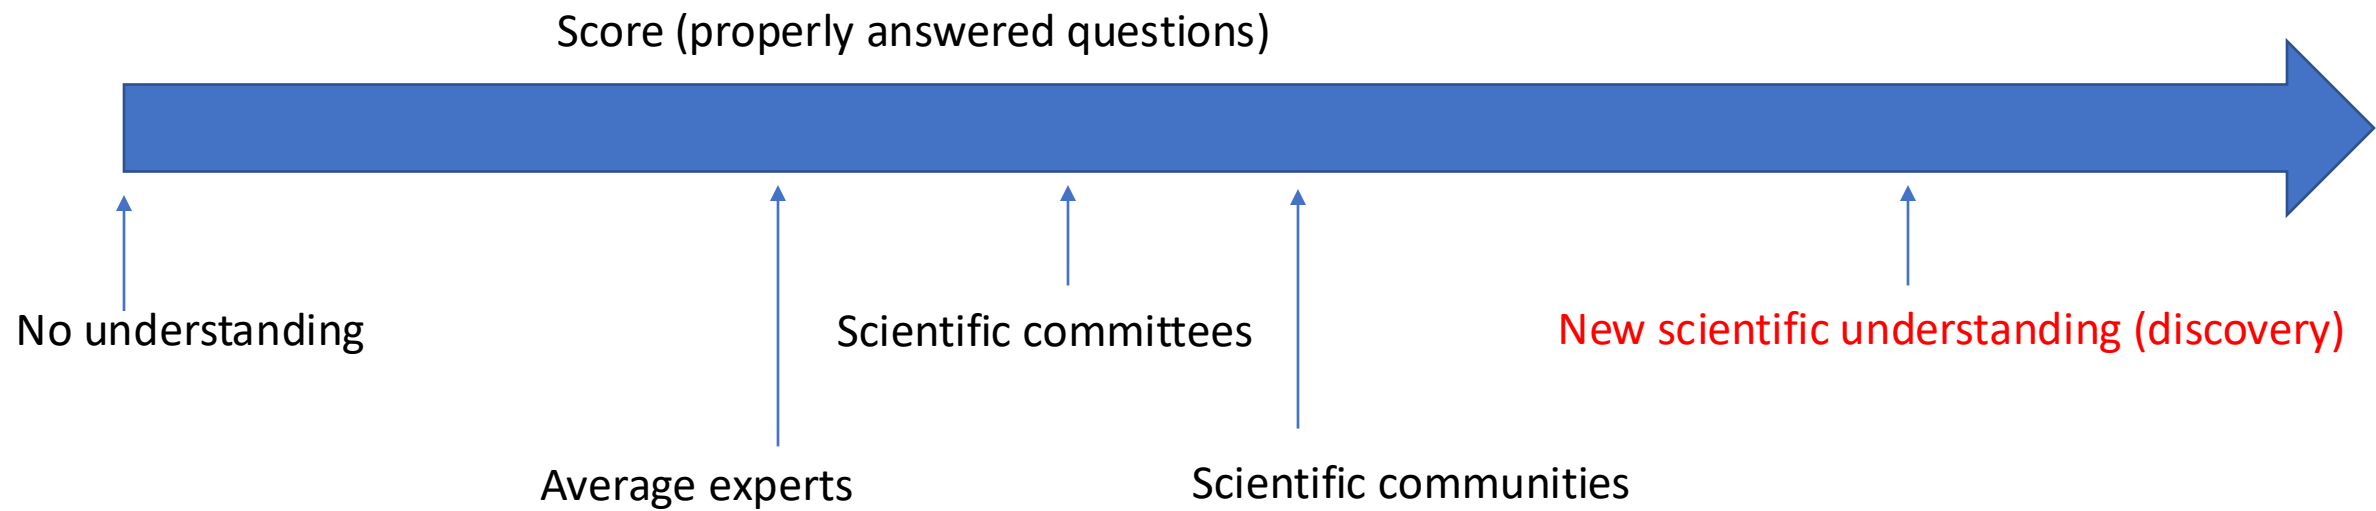 Score (properly answered questions)
No understanding
Scientific committees
New scientific understanding (discovery)
Average experts
Scientific communities